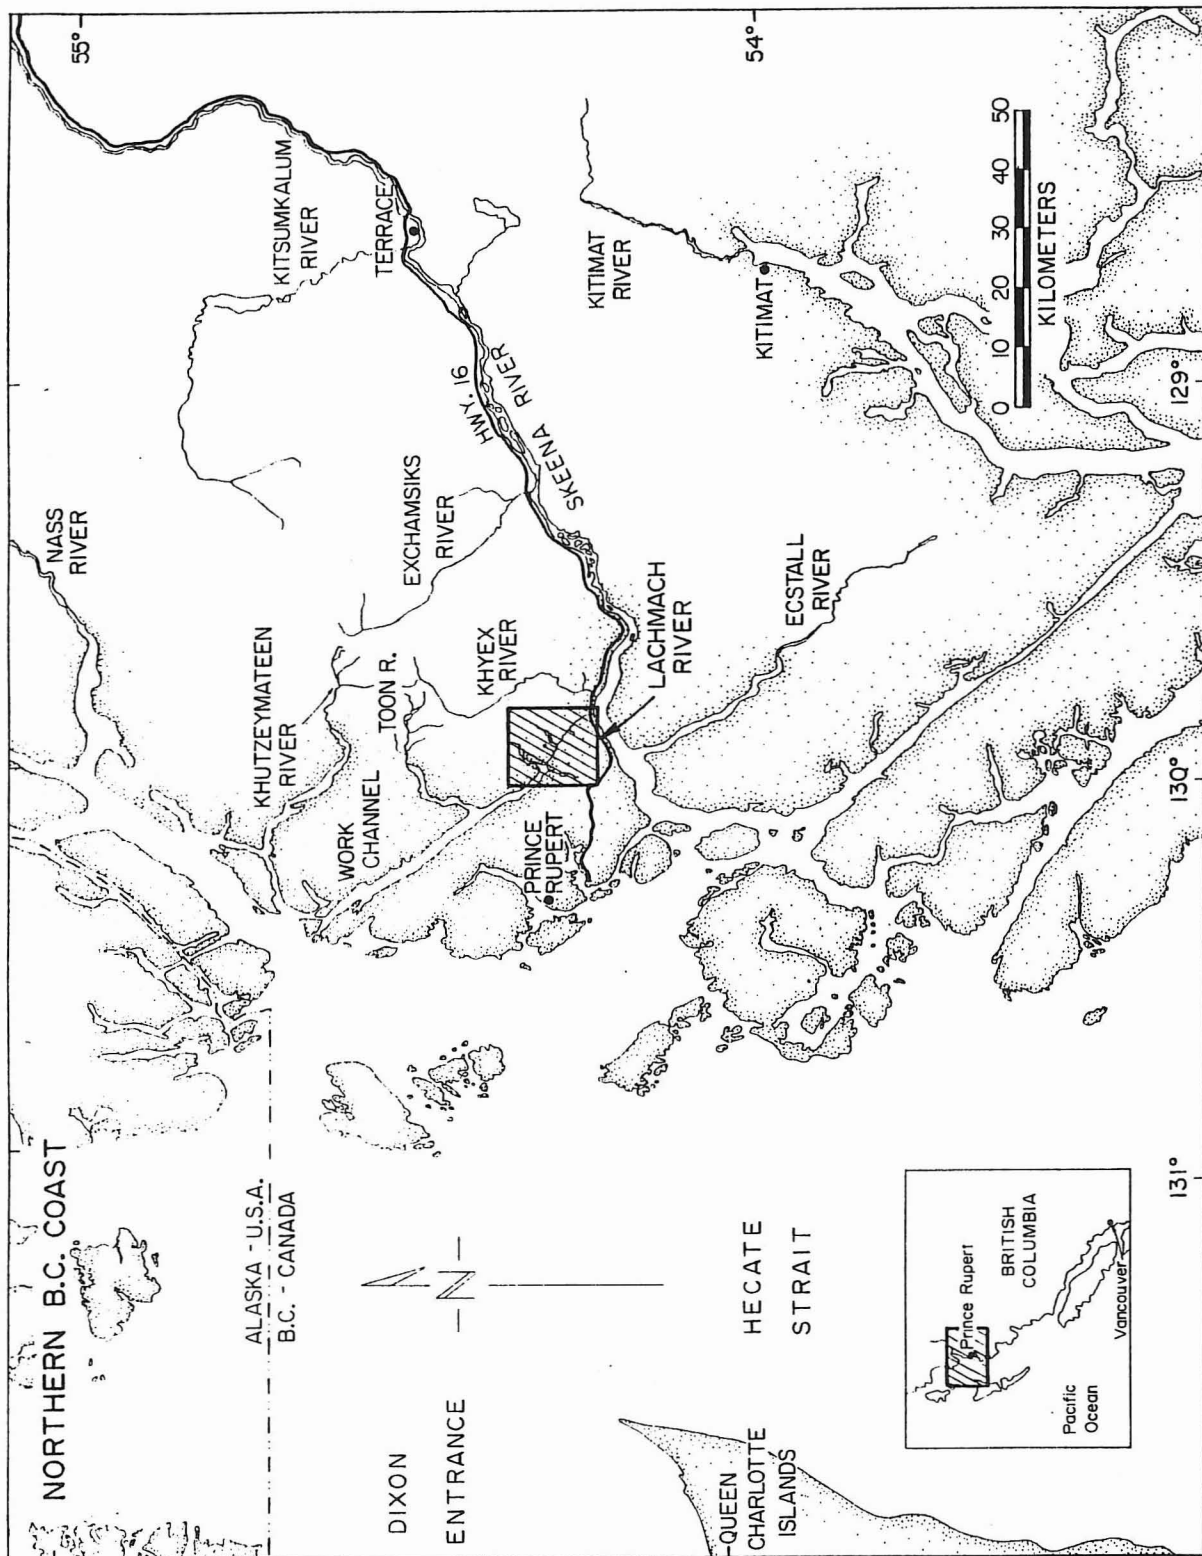 NORTHERN B.C. COAST
55°
54°
ALASKA - U.S.A.
B.C. - CANADA
DIXON
ENTRANCE
N
HECATE
STRAIT
QUEEN
CHARLOTTE
ISLANDS
NASS
RIVER
KHUTZEYMATEEN
RIVER
WORK
CHANNEL
TOON R.
KHYEX
RIVER
EXCHAMSIKS
RIVER
KITSUMKALUM
RIVER
TERRACE
HWY. 16
SKEENA RIVER
PRINCE
RUPERT
LACHMACH
RIVER
ECSTALL
RIVER
KITIMAT
RIVER
KITIMAT
0 10 20 30 40 50
KILOMETERS
131°
130°
129°
Prince Rupert
BRITISH
COLUMBIA
Pacific
Ocean
Vancouver